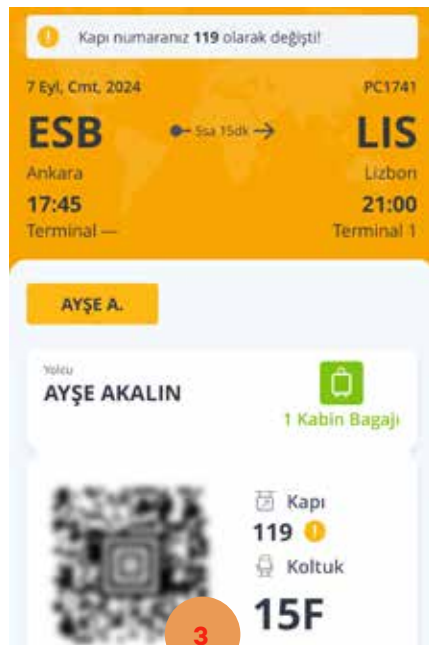 Kapı numaranız 119 olarak değişti!
7 Eyl, Cmt, 2024 PC1741
ESB 5sa 15dk LIS
Ankara Lizbon
17:45 21:00
Terminal — Terminal 1
AYŞE A.
Yolcu
AYŞE AKALIN
1 Kabin Bagajı
Kapı
119
Koltuk
15F
3